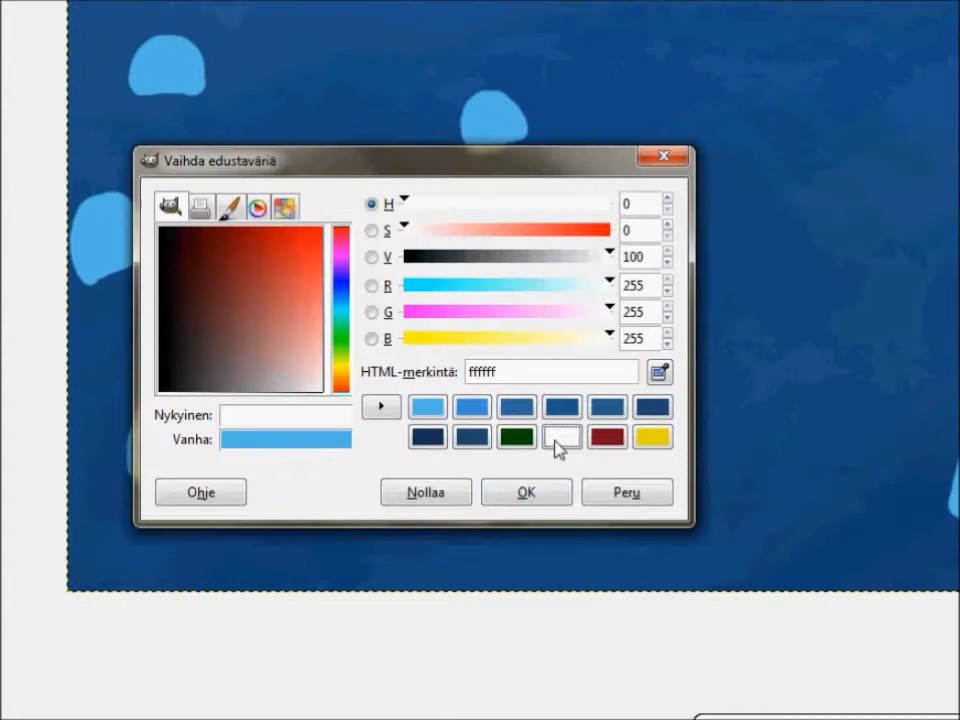 Vaihda edustaväriä
H 0
S 0
V 100
R 255
G 255
B 255
HTML-merkintä: ffffff
Nykyinen:
Vanha:
Ohje Nollaa OK Peru